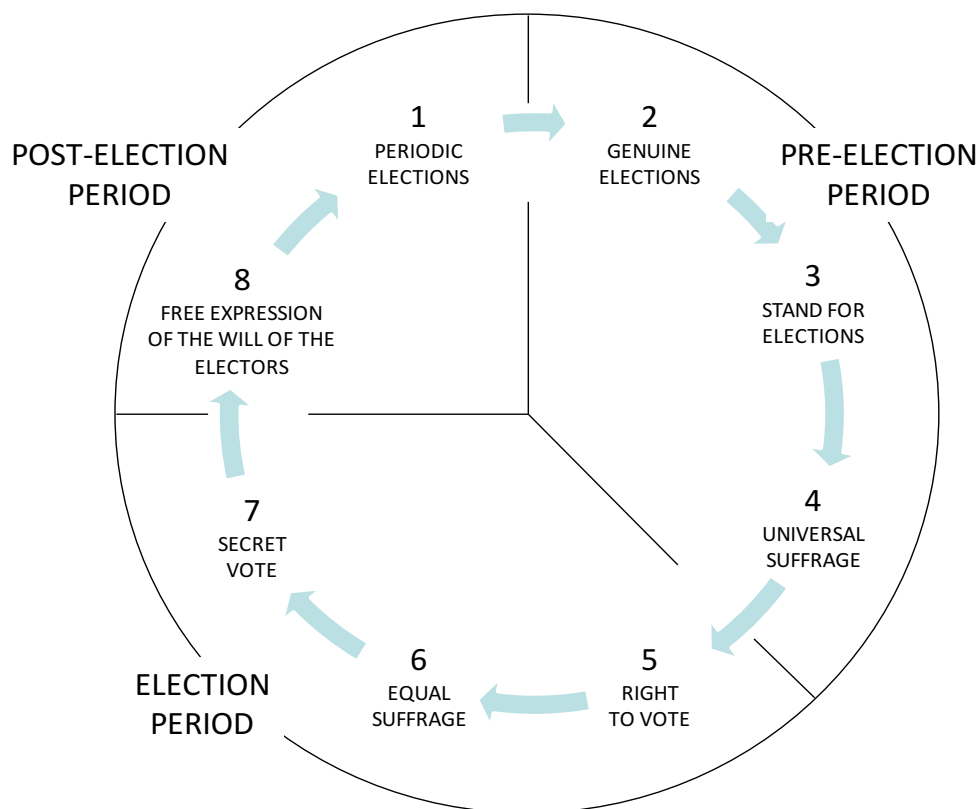 POST-ELECTION
PERIOD
PRE-ELECTION
PERIOD
ELECTION
PERIOD
1
PERIODIC
ELECTIONS
2
GENUINE
ELECTIONS
3
STAND FOR
ELECTIONS
4
UNIVERSAL
SUFFRAGE
5
RIGHT
TO VOTE
6
EQUAL
SUFFRAGE
7
SECRET
VOTE
8
FREE EXPRESSION
OF THE WILL OF THE
ELECTORS